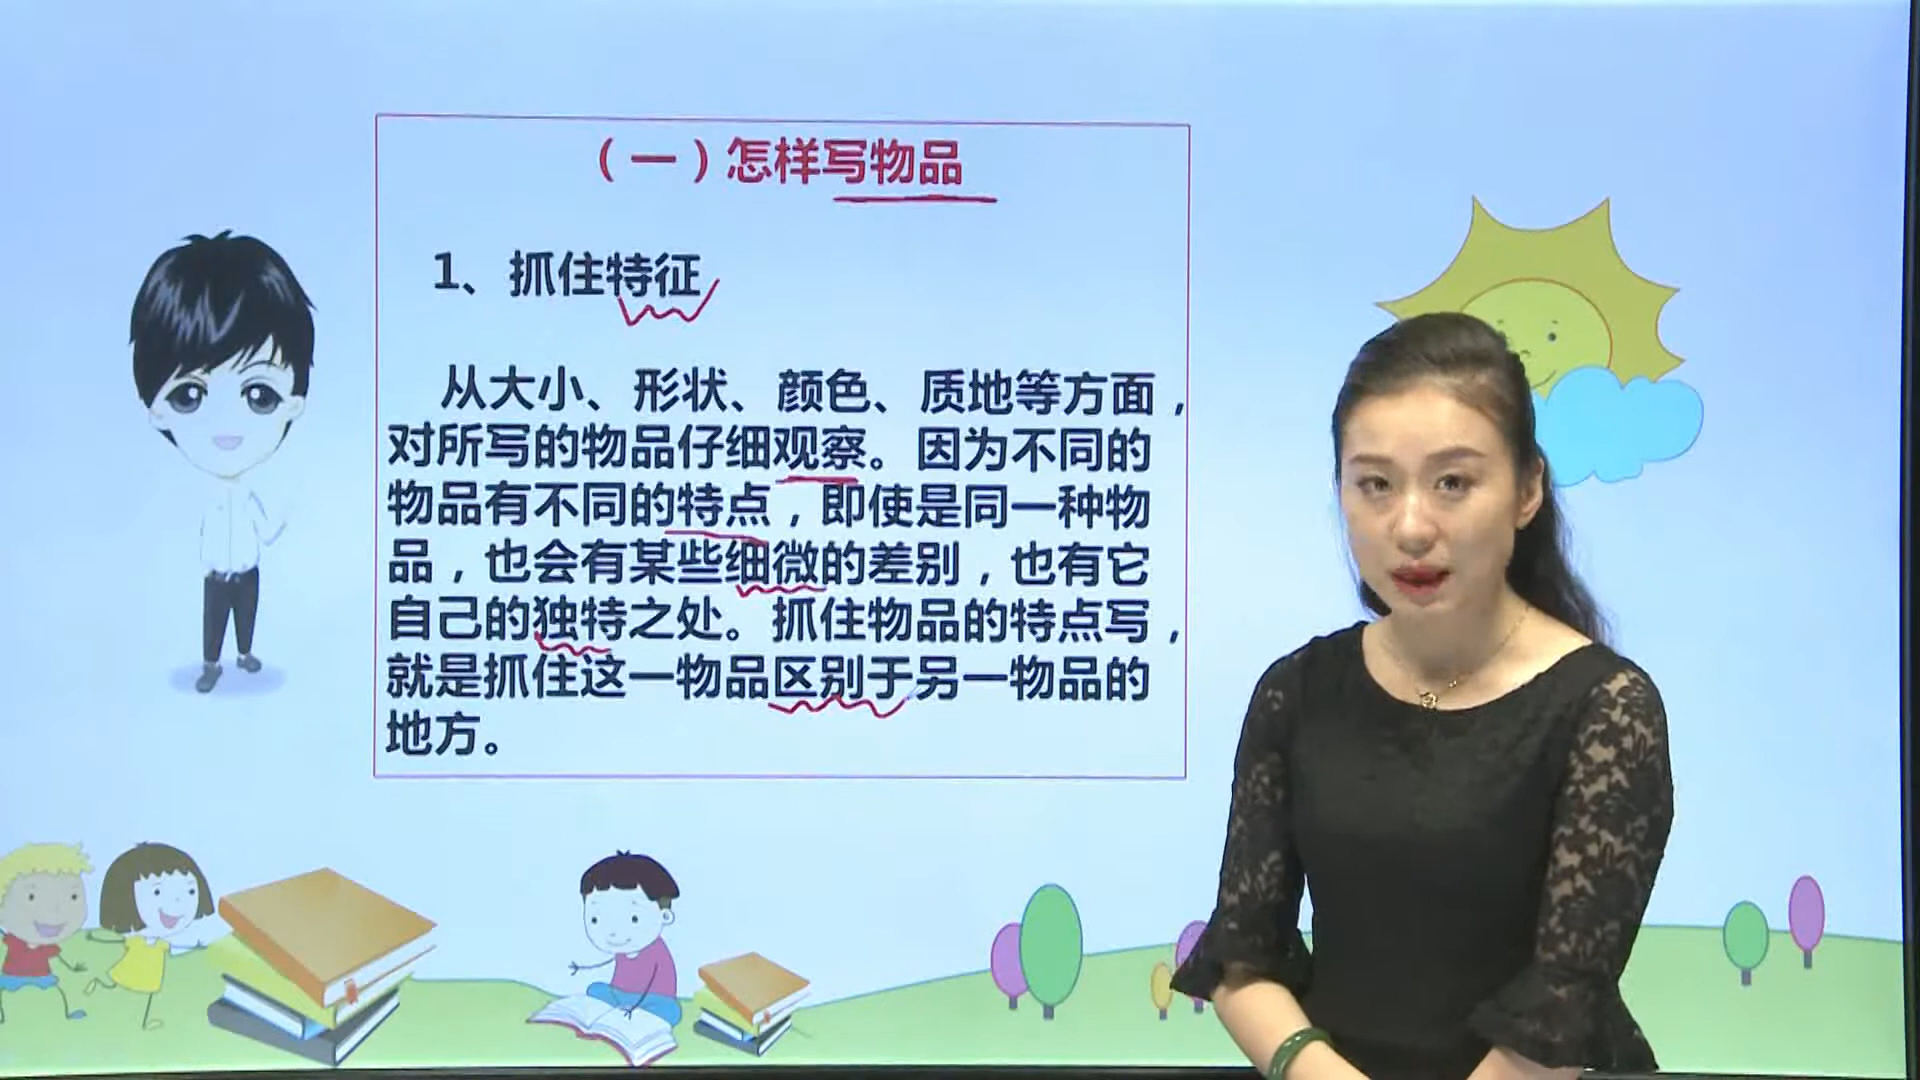 （一）怎样写物品
1、抓住特征
从大小、形状、颜色、质地等方面，
对所写的物品仔细观察。因为不同的
物品有不同的特点，即使是同一种物
品，也会有某些细微的差别，也有它
自己的独特之处。抓住物品的特点写，
就是抓住这一物品区别于另一物品的
地方。